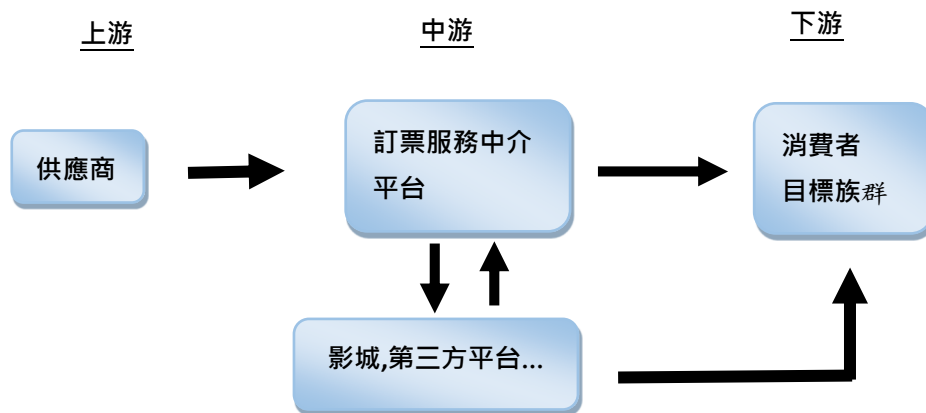 上游
中游
下游
供應商
訂票服務中介
平台
消費者
目標族群
影城,第三方平台...